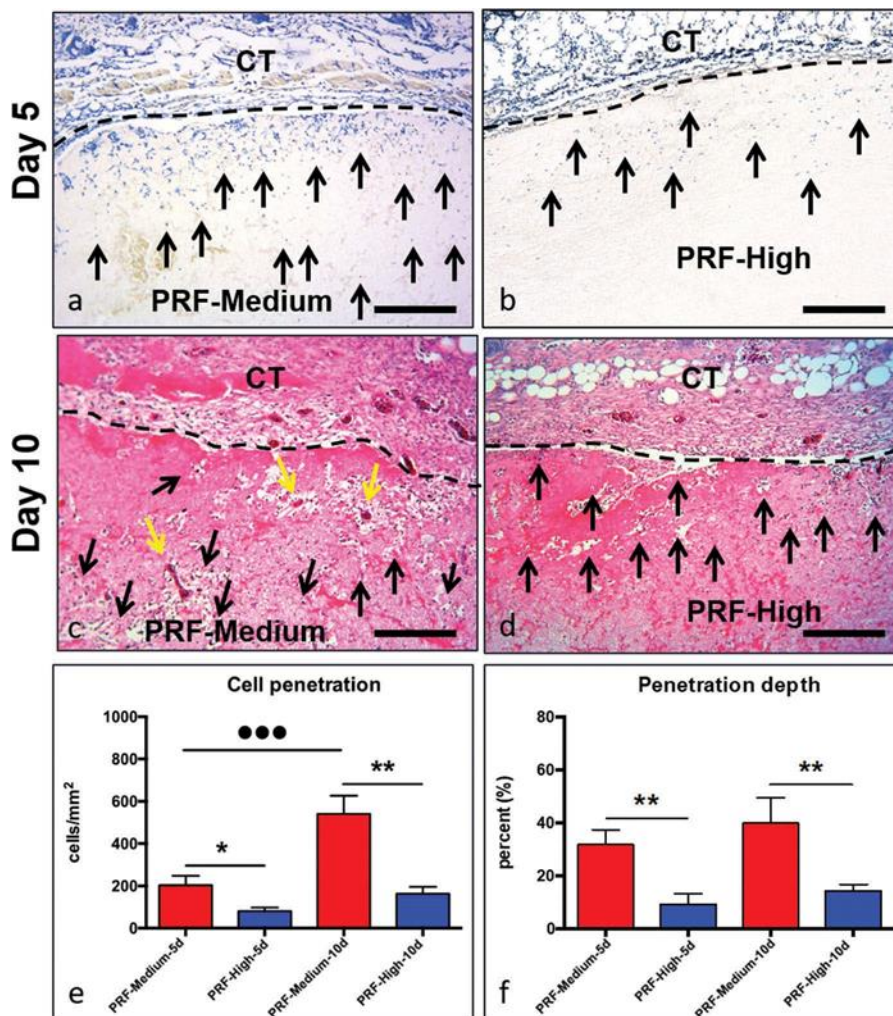 Day 5
CT
PRF-Medium
a
CT
PRF-High
b
Day 10
CT
PRF-Medium
c
CT
PRF-High
d
Cell penetration
cells/mm²
1000
800
600
400
200
0
●●●
*
**
PRF-Medium-5d
PRF-High-5d
PRF-Medium-10d
PRF-High-10d
e
Penetration depth
percent (%)
80
60
40
20
0
**
**
PRF-Medium-5d
PRF-High-5d
PRF-Medium-10d
PRF-High-10d
f